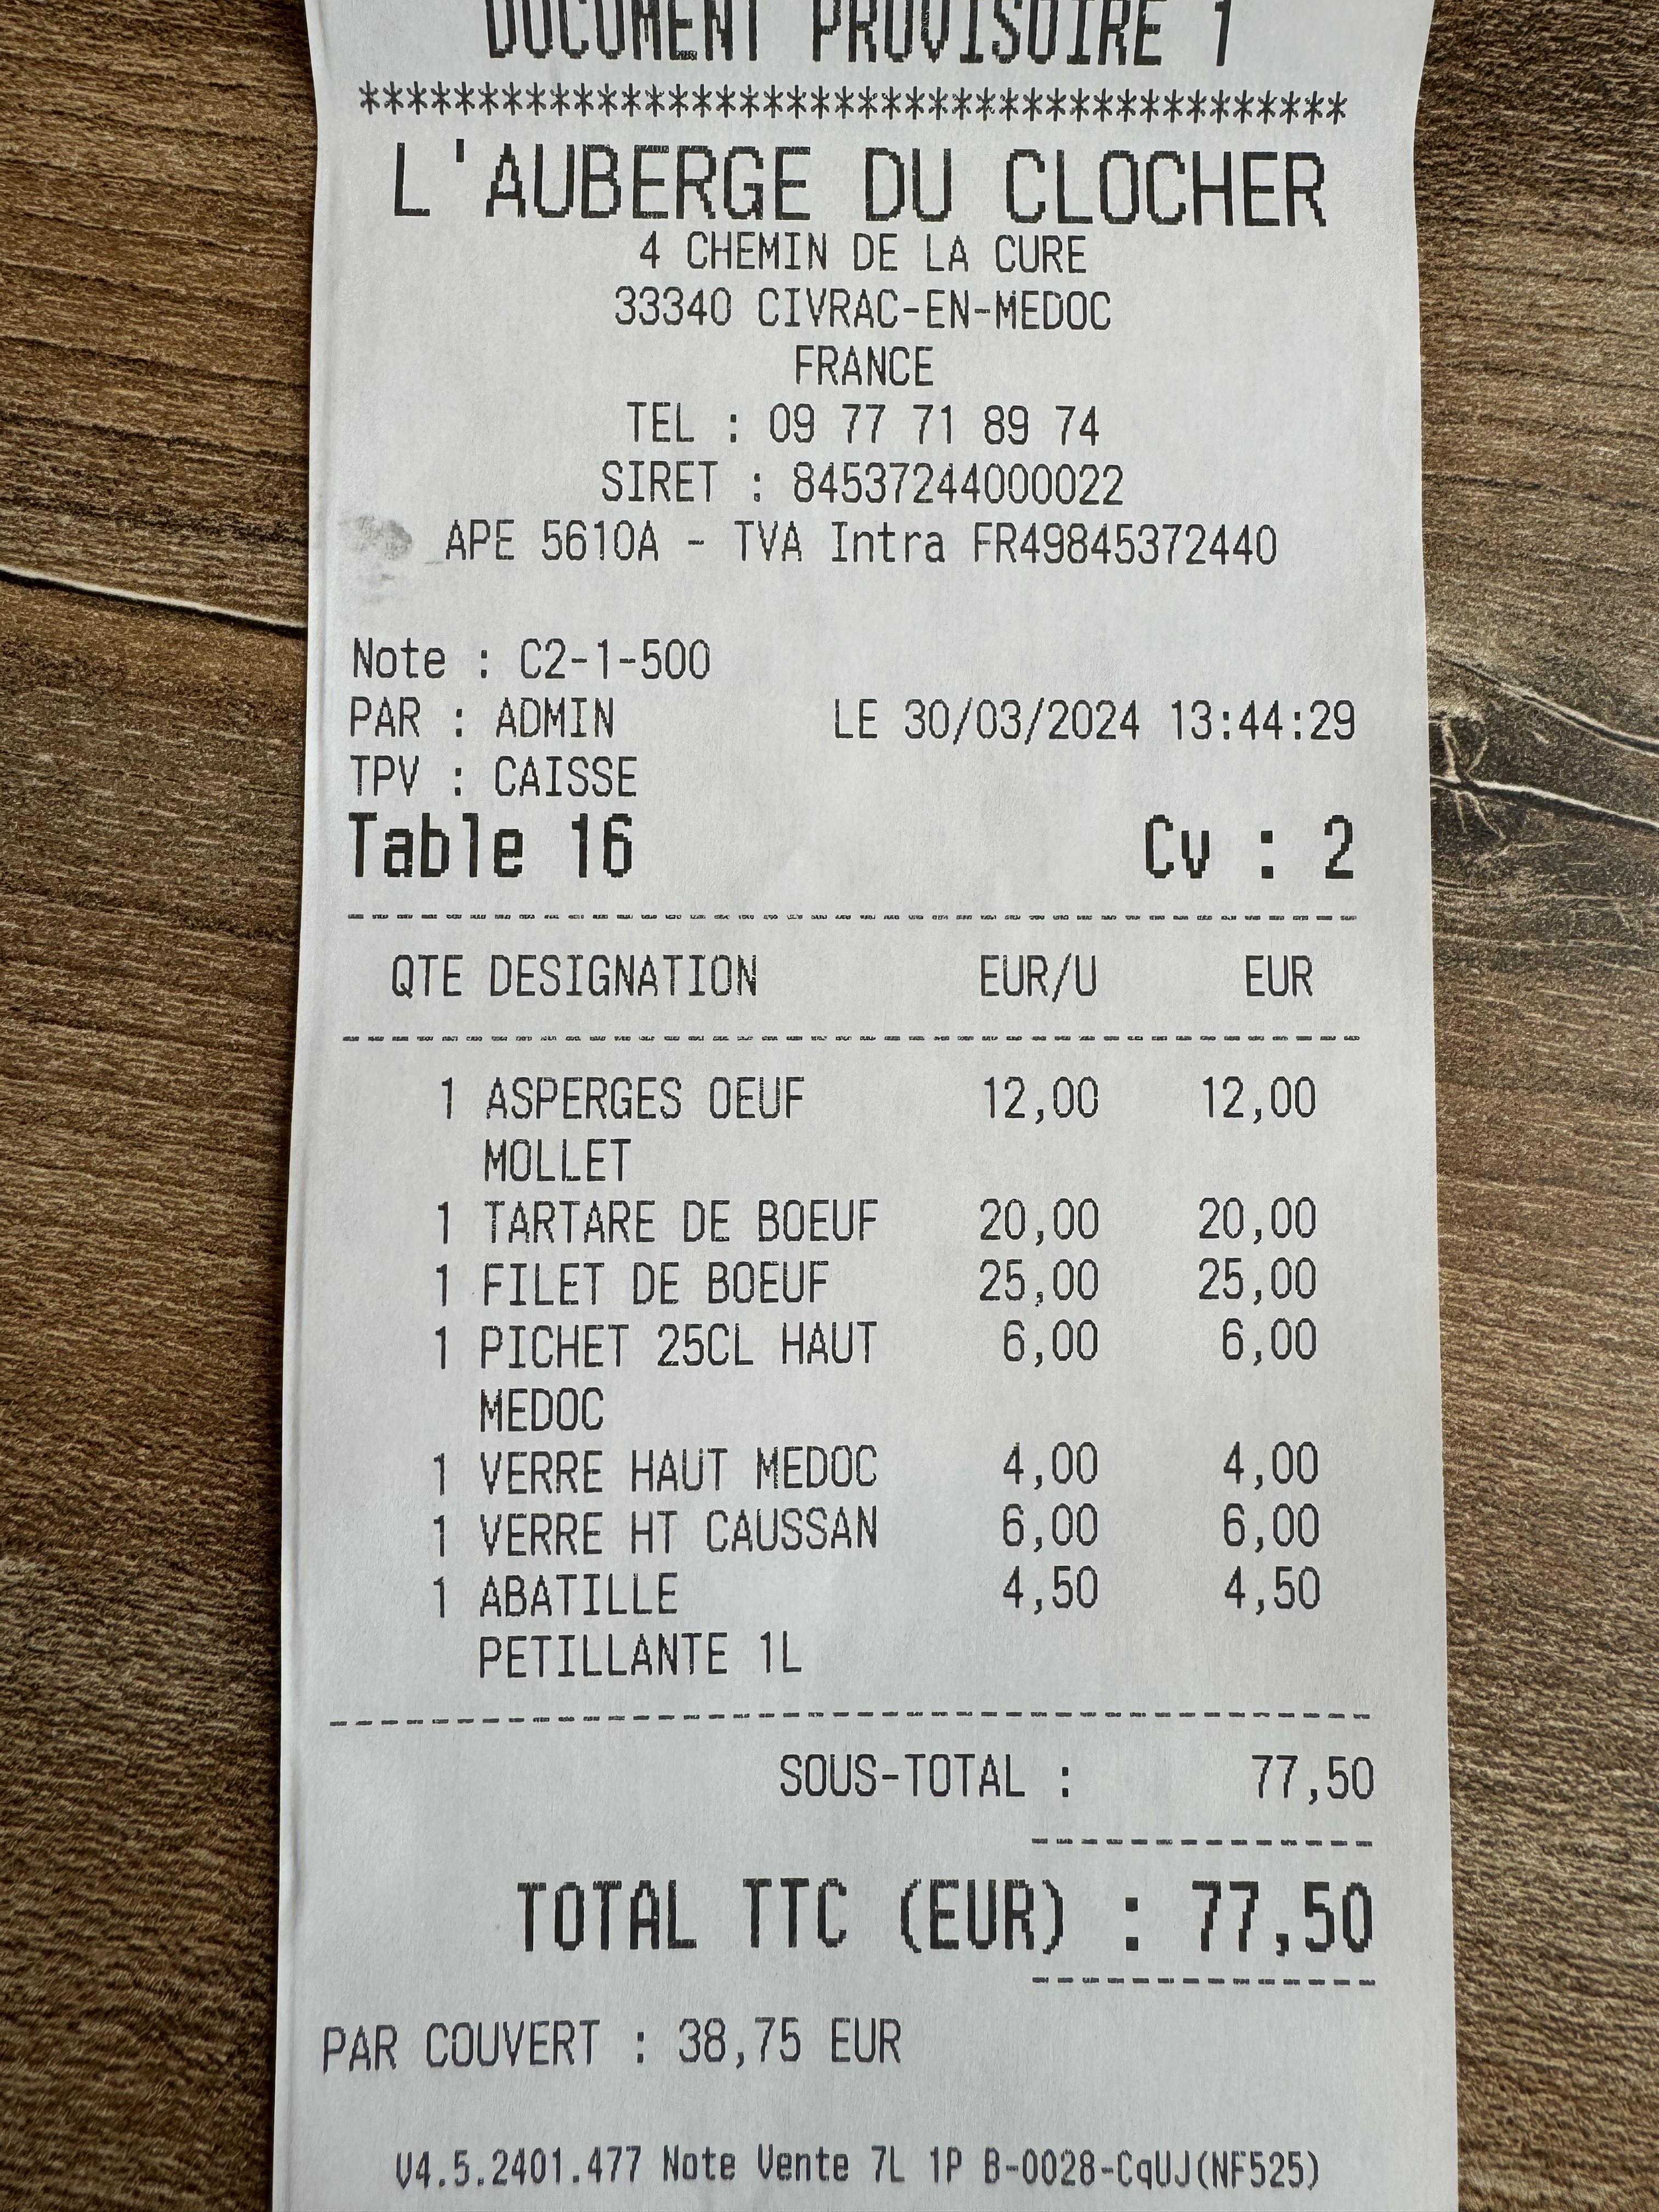 DOCUMENT PROVISOIRE 1
******************************************
L'AUBERGE DU CLOCHER
4 CHEMIN DE LA CURE
33340 CIVRAC-EN-MEDOC
FRANCE
TEL : 09 77 71 89 74
SIRET : 84537244000022
APE 5610A - TVA Intra FR49845372440
Note : C2-1-500
PAR : ADMIN LE 30/03/2024 13:44:29
TPV : CAISSE
Table 16 Cv : 2
QTE DESIGNATION EUR/U EUR
1 ASPERGES OEUF 12,00 12,00
MOLLET
1 TARTARE DE BOEUF 20,00 20,00
1 FILET DE BOEUF 25,00 25,00
1 PICHET 25CL HAUT 6,00 6,00
MEDOC
1 VERRE HAUT MEDOC 4,00 4,00
1 VERRE HT CAUSSAN 6,00 6,00
1 ABATILLE 4,50 4,50
PETILLANTE 1L
SOUS-TOTAL : 77,50
TOTAL TTC (EUR) : 77,50
PAR COUVERT : 38,75 EUR
V4.5.2401.477 Note Vente 7L 1P B-0028-CqUJ(NF525)